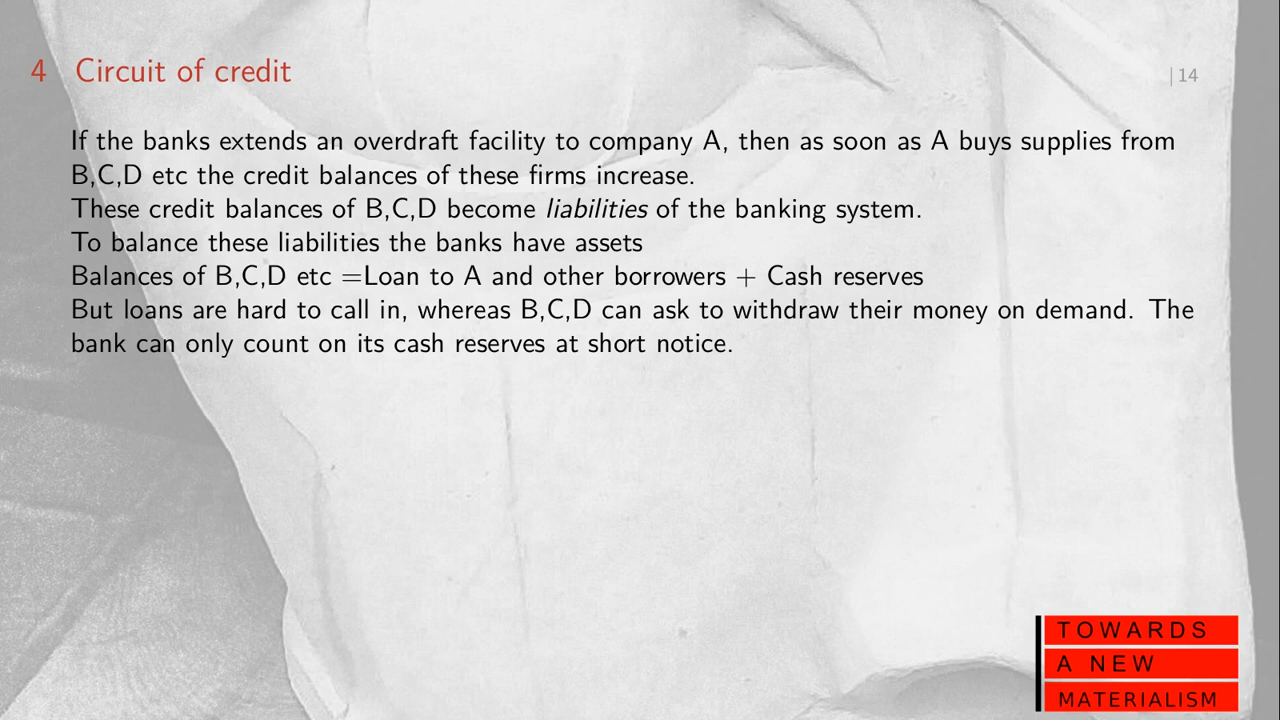 4 Circuit of credit
| 14
If the banks extends an overdraft facility to company A, then as soon as A buys supplies from
B,C,D etc the credit balances of these firms increase.
These credit balances of B,C,D become liabilities of the banking system.
To balance these liabilities the banks have assets
Balances of B,C,D etc =Loan to A and other borrowers + Cash reserves
But loans are hard to call in, whereas B,C,D can ask to withdraw their money on demand. The
bank can only count on its cash reserves at short notice.
TOWARDS
A NEW
MATERIALISM